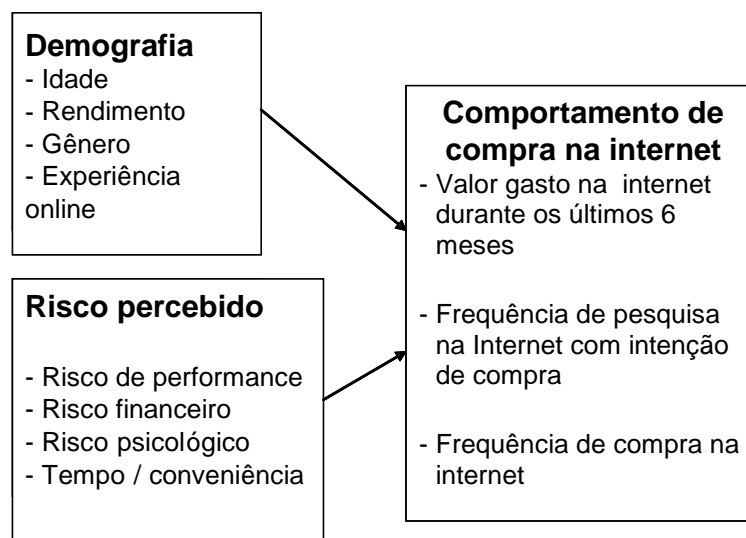 Demografia
- Idade
- Rendimento
- Gênero
- Experiência
online
Risco percebido
- Risco de performance
- Risco financeiro
- Risco psicológico
- Tempo / conveniência
Comportamento de
compra na internet
- Valor gasto na internet
durante os últimos 6
meses
- Frequência de pesquisa
na Internet com intenção
de compra
- Frequência de compra na
internet